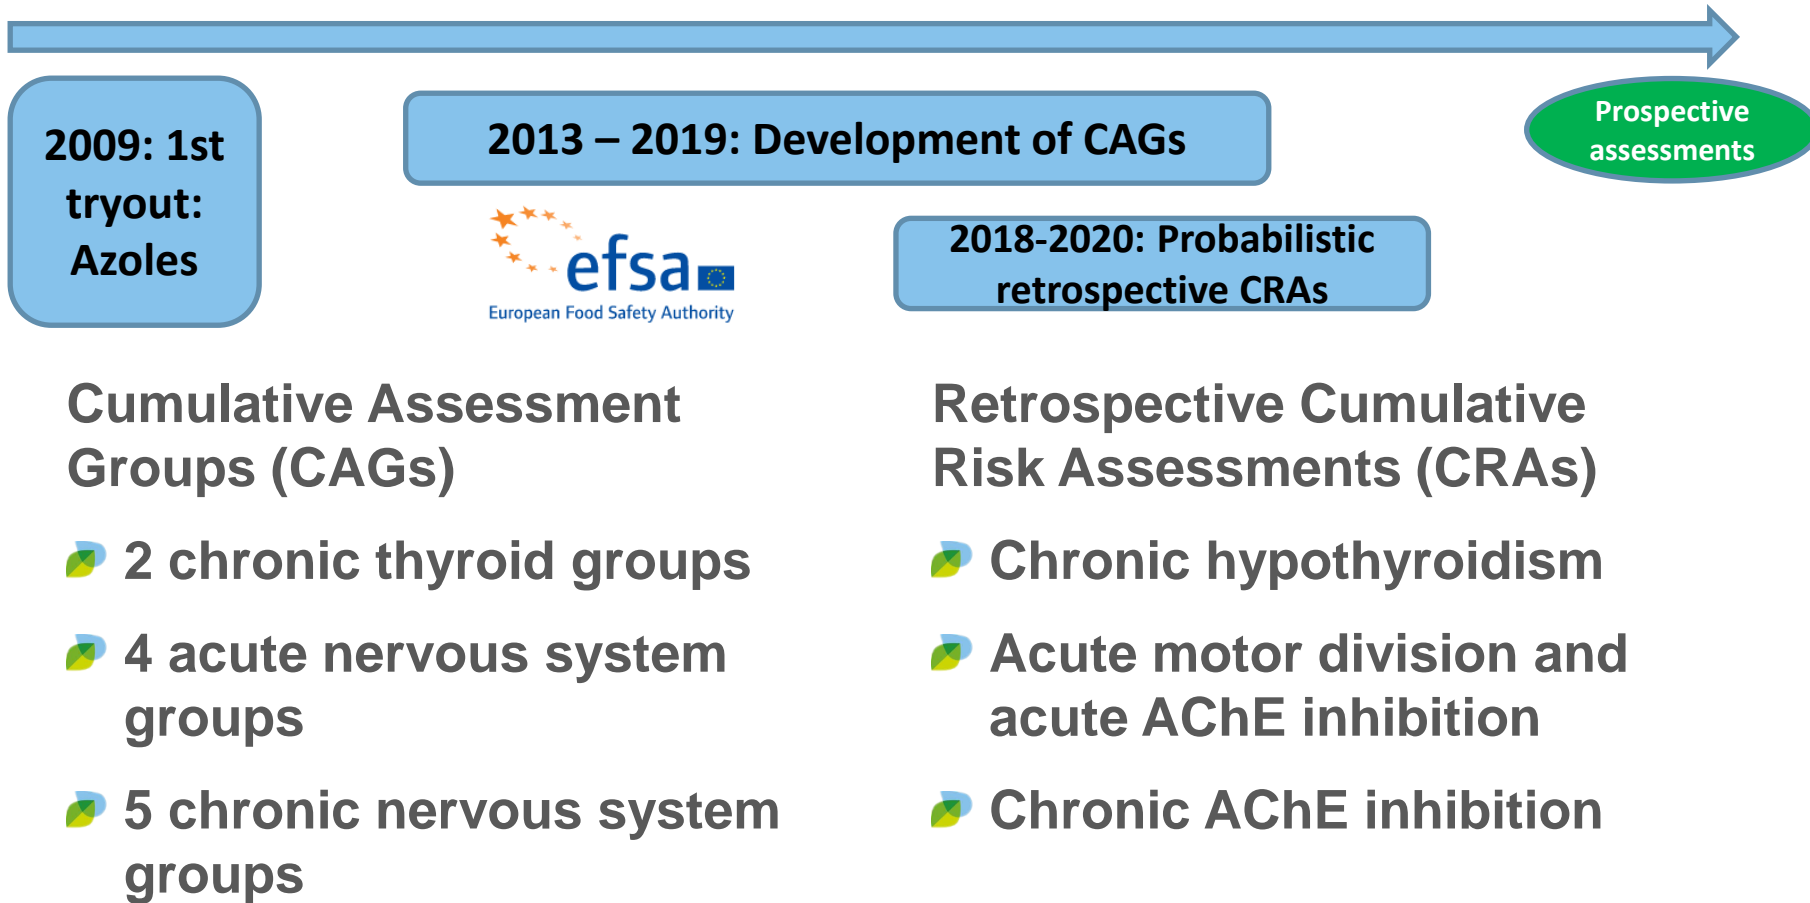 2009: 1st
tryout:
Azoles
2013 – 2019: Development of CAGs
Prospective
assessments
efsa
European Food Safety Authority
2018-2020: Probabilistic
retrospective CRAs
Cumulative Assessment
Groups (CAGs)
2 chronic thyroid groups
4 acute nervous system
groups
5 chronic nervous system
groups
Retrospective Cumulative
Risk Assessments (CRAs)
Chronic hypothyroidism
Acute motor division and
acute AChE inhibition
Chronic AChE inhibition